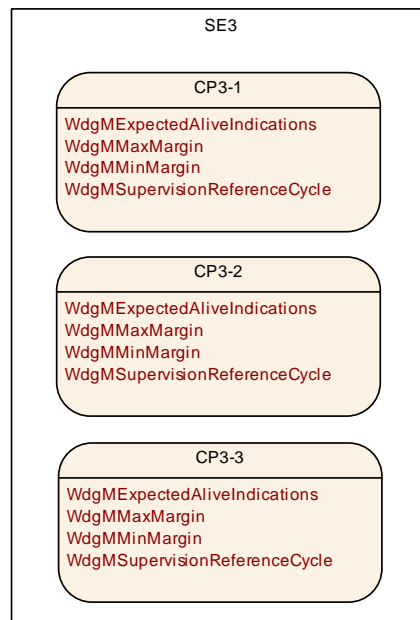 SE3
CP3-1
WdgMExpectedAliveIndications
WdgMMaxMargin
WdgMMinMargin
WdgMSupervisionReferenceCycle
CP3-2
WdgMExpectedAliveIndications
WdgMMaxMargin
WdgMMinMargin
WdgMSupervisionReferenceCycle
CP3-3
WdgMExpectedAliveIndications
WdgMMaxMargin
WdgMMinMargin
WdgMSupervisionReferenceCycle